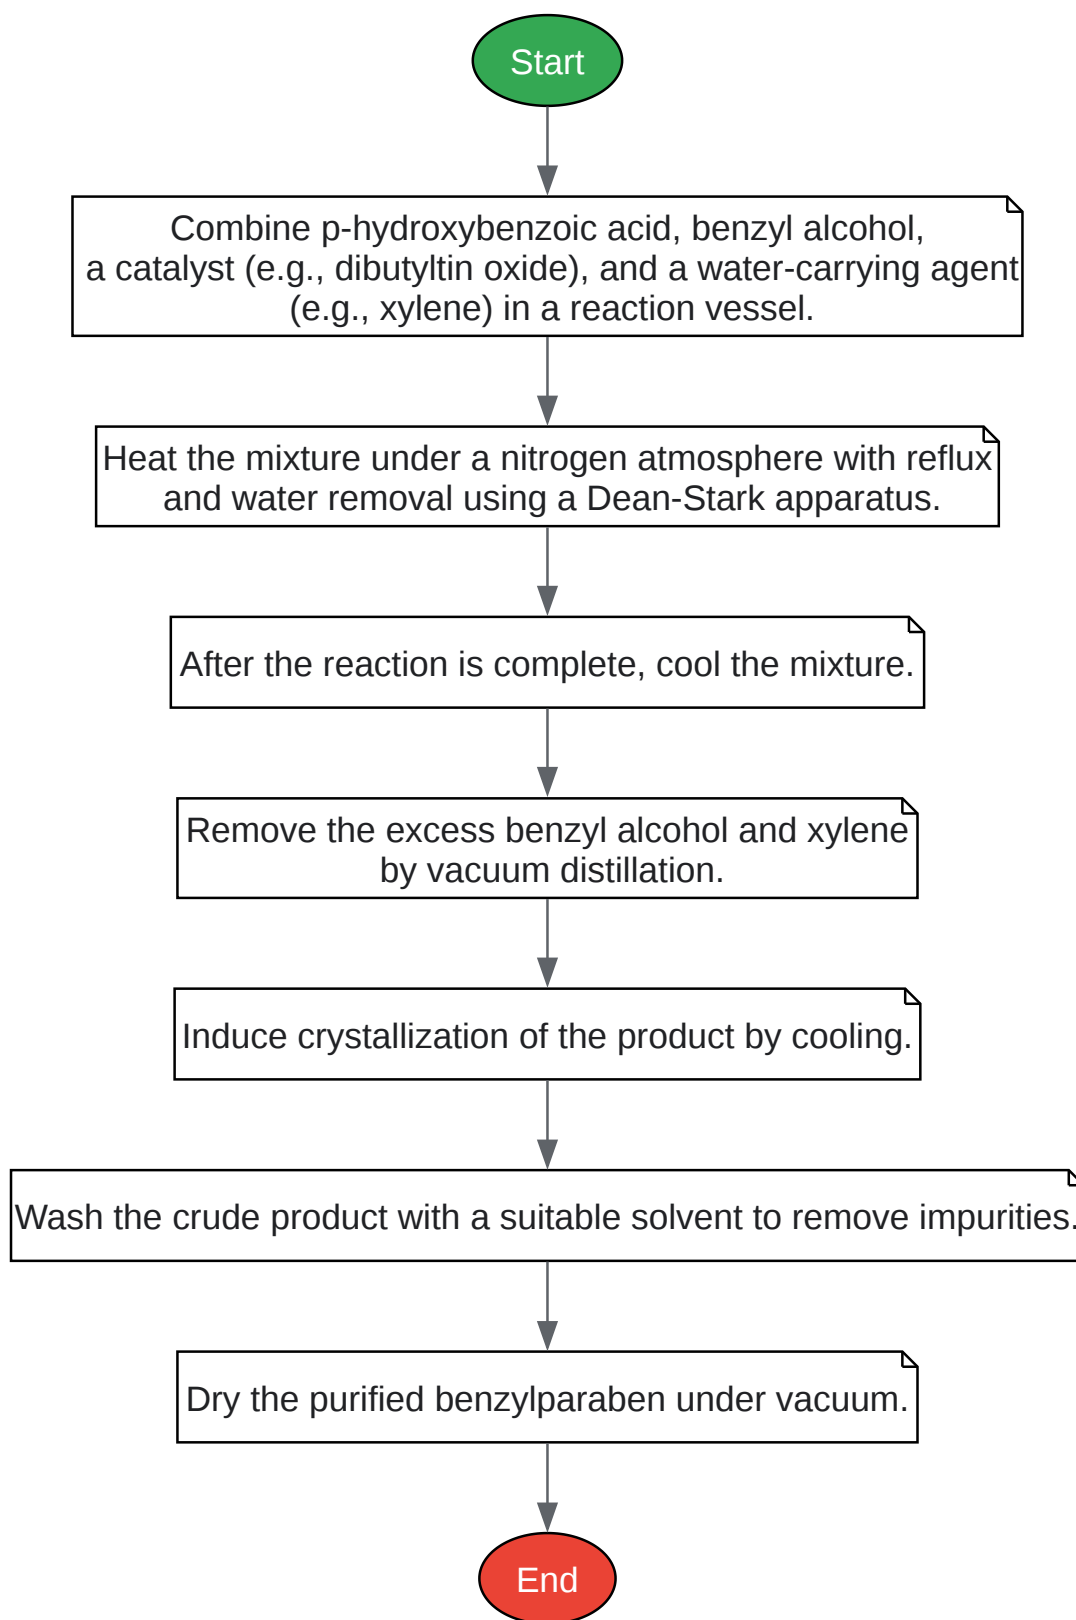 Start
Combine p-hydroxybenzoic acid, benzyl alcohol,
a catalyst (e.g., dibutyltin oxide), and a water-carrying agent
(e.g., xylene) in a reaction vessel.
Heat the mixture under a nitrogen atmosphere with reflux
and water removal using a Dean-Stark apparatus.
After the reaction is complete, cool the mixture.
Remove the excess benzyl alcohol and xylene
by vacuum distillation.
Induce crystallization of the product by cooling.
Wash the crude product with a suitable solvent to remove impurities.
Dry the purified benzylparaben under vacuum.
End